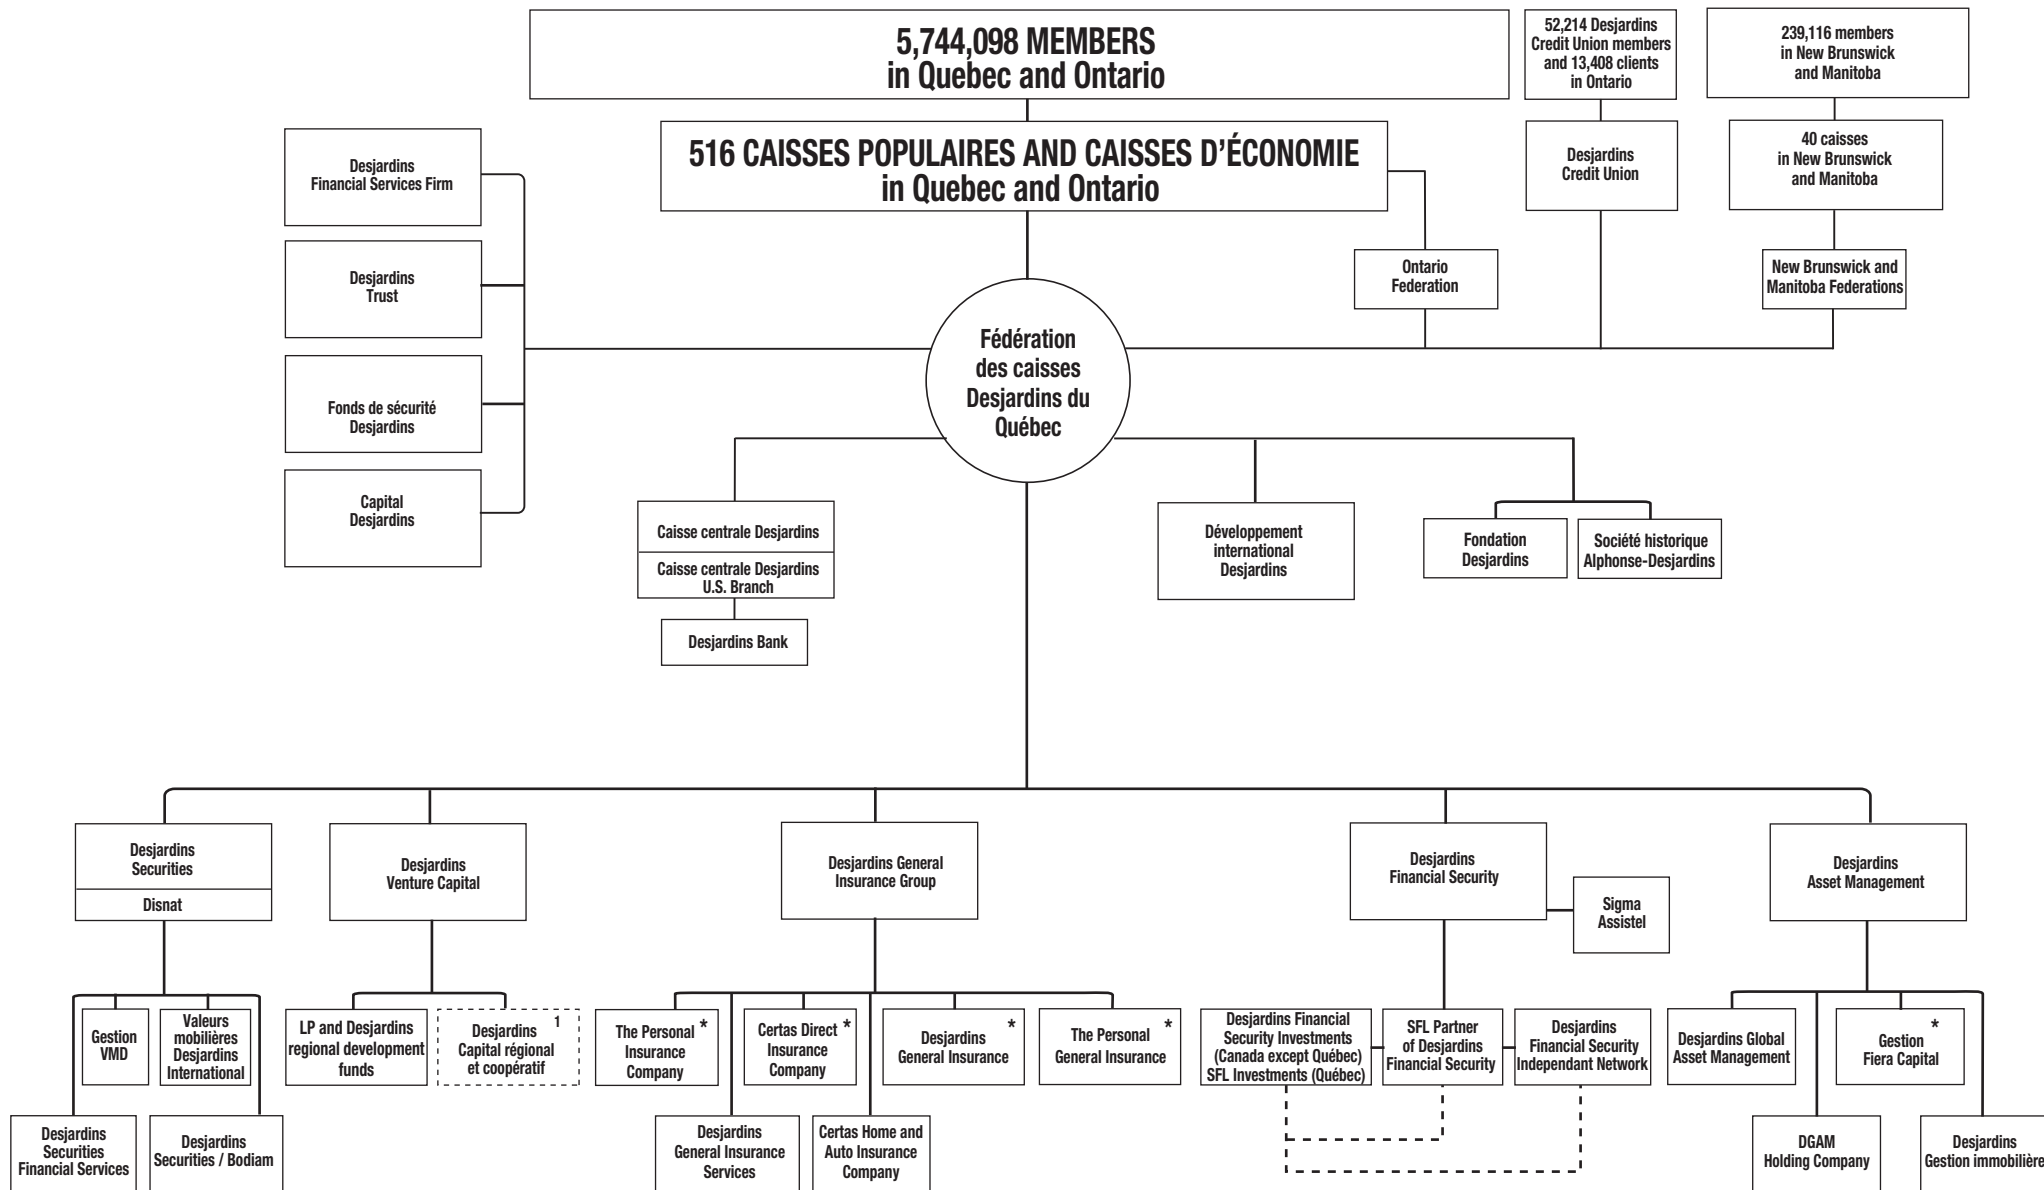 5,744,098 MEMBERS
in Quebec and Ontario
52,214 Desjardins
Credit Union members
and 13,408 clients
in Ontario
239,116 members
in New Brunswick
and Manitoba
Desjardins
Financial Services Firm
516 CAISSES POPULAIRES AND CAISSES D’ÉCONOMIE
in Quebec and Ontario
Desjardins
Credit Union
40 caisses
in New Brunswick
and Manitoba
Desjardins
Trust
Ontario
Federation
New Brunswick and
Manitoba Federations
Fédération
des caisses
Desjardins du
Québec
Fonds de sécurité
Desjardins
Capital
Desjardins
Caisse centrale Desjardins
Caisse centrale Desjardins
U.S. Branch
Desjardins Bank
Développement
international
Desjardins
Fondation
Desjardins
Société historique
Alphonse-Desjardins
Desjardins
Securities
Disnat
Desjardins
Venture Capital
Desjardins General
Insurance Group
Desjardins
Financial Security
Sigma
Assistel
Desjardins
Asset Management
Gestion
VMD
Valeurs
mobilières
Desjardins
International
LP and Desjardins
regional development
funds
Desjardins 1
Capital régional
et coopératif
The Personal *
Insurance
Company
Certas Direct *
Insurance
Company
Desjardins *
General Insurance
The Personal *
General Insurance
Desjardins Financial
Security Investments
(Canada except Québec)
SFL Investments (Québec)
SFL Partner
of Desjardins
Financial Security
Desjardins
Financial Security
Independant Network
Desjardins Global
Asset Management
*
Gestion
Fiera Capital
Desjardins
Securities
Financial Services
Desjardins
Securities / Bodiam
Desjardins
General Insurance
Services
Certas Home and
Auto Insurance
Company
DGAM
Holding Company
Desjardins
Gestion immobilière